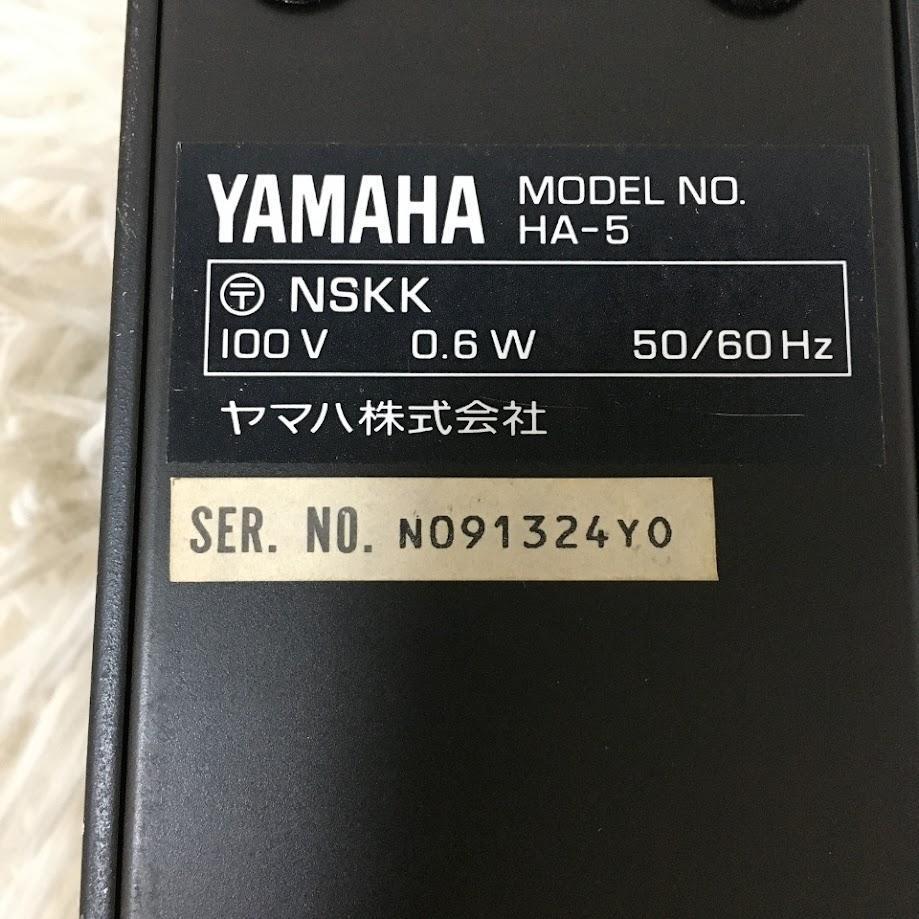 YAMAHA MODEL NO.
HA-5
〶 NSKK
100V 0.6W 50/60Hz
ヤマハ株式会社
SER. NO. NO91324YO